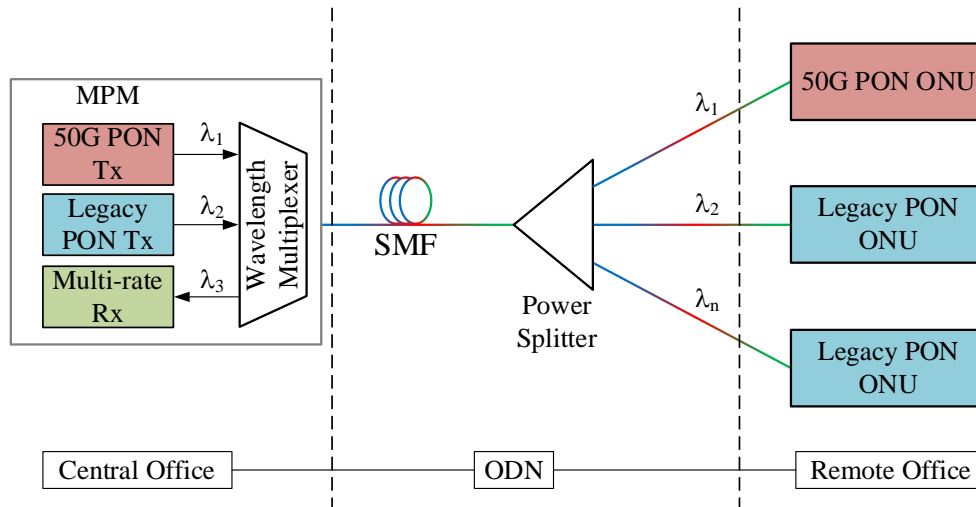 MPM
50G PON
Tx
λ1
Legacy
PON Tx
λ2
Multi-rate
Rx
λ3
Wavelength
Multiplexer
SMF
Power
Splitter
λ1
λ2
λn
50G PON ONU
Legacy PON
ONU
Legacy PON
ONU
Central Office
ODN
Remote Office